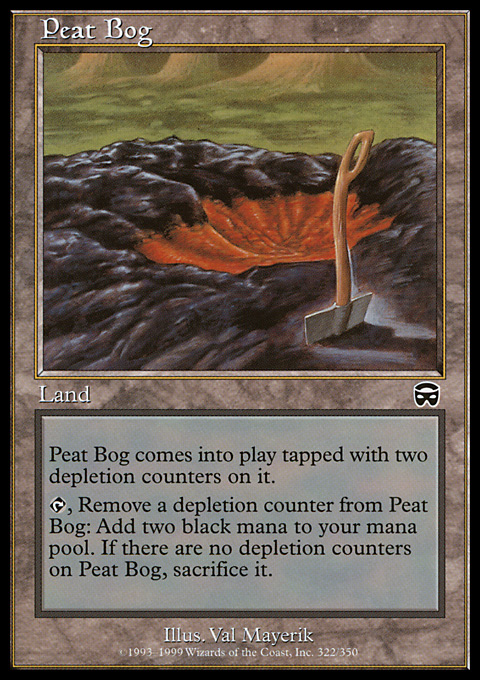 Peat Bog
Land
Peat Bog comes into play tapped with two
depletion counters on it.
, Remove a depletion counter from Peat
Bog: Add two black mana to your mana
pool. If there are no depletion counters
on Peat Bog, sacrifice it.
Illus. Val Mayerik
© 1993-1999 Wizards of the Coast, Inc. 322/350